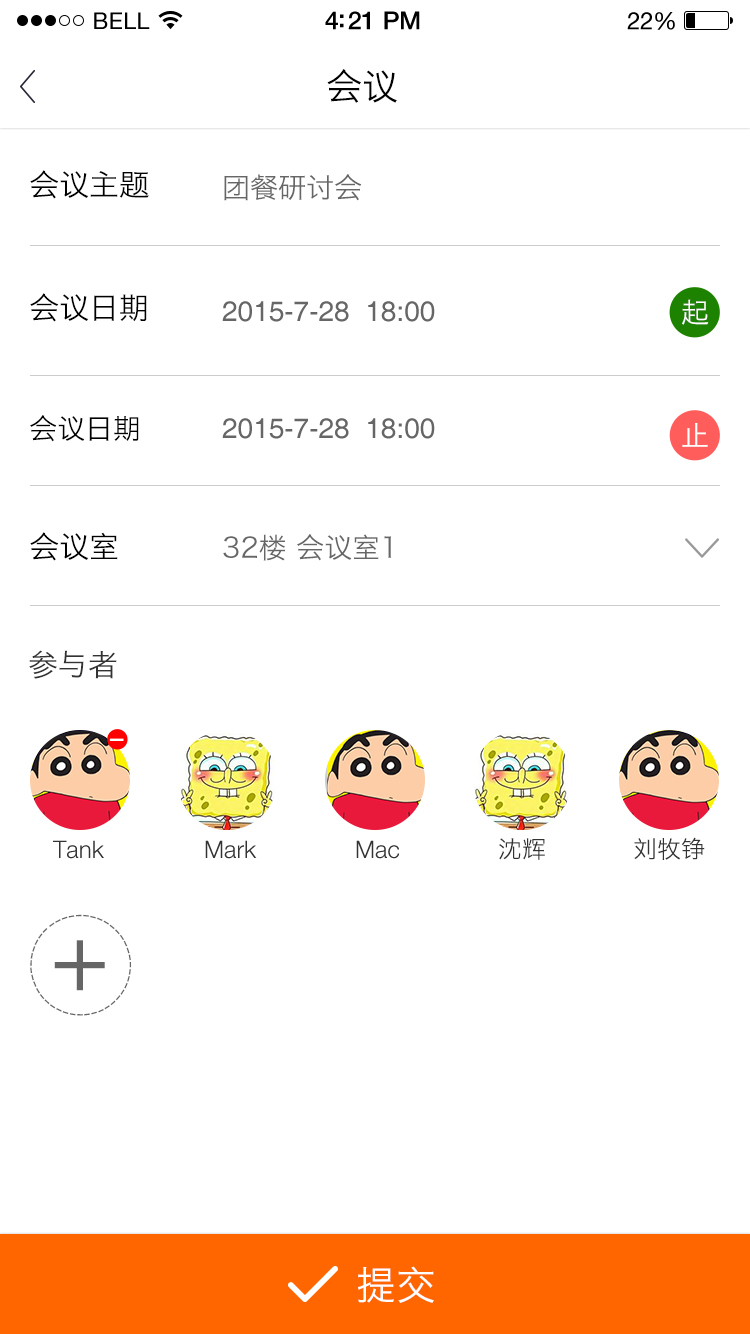 BELL 4:21 PM 22%
会议
会议主题 团餐研讨会
会议日期 2015-7-28 18:00 起
会议日期 2015-7-28 18:00 止
会议室 32楼 会议室1
参与者
Tank Mark Mac 沈辉 刘牧铮
提交